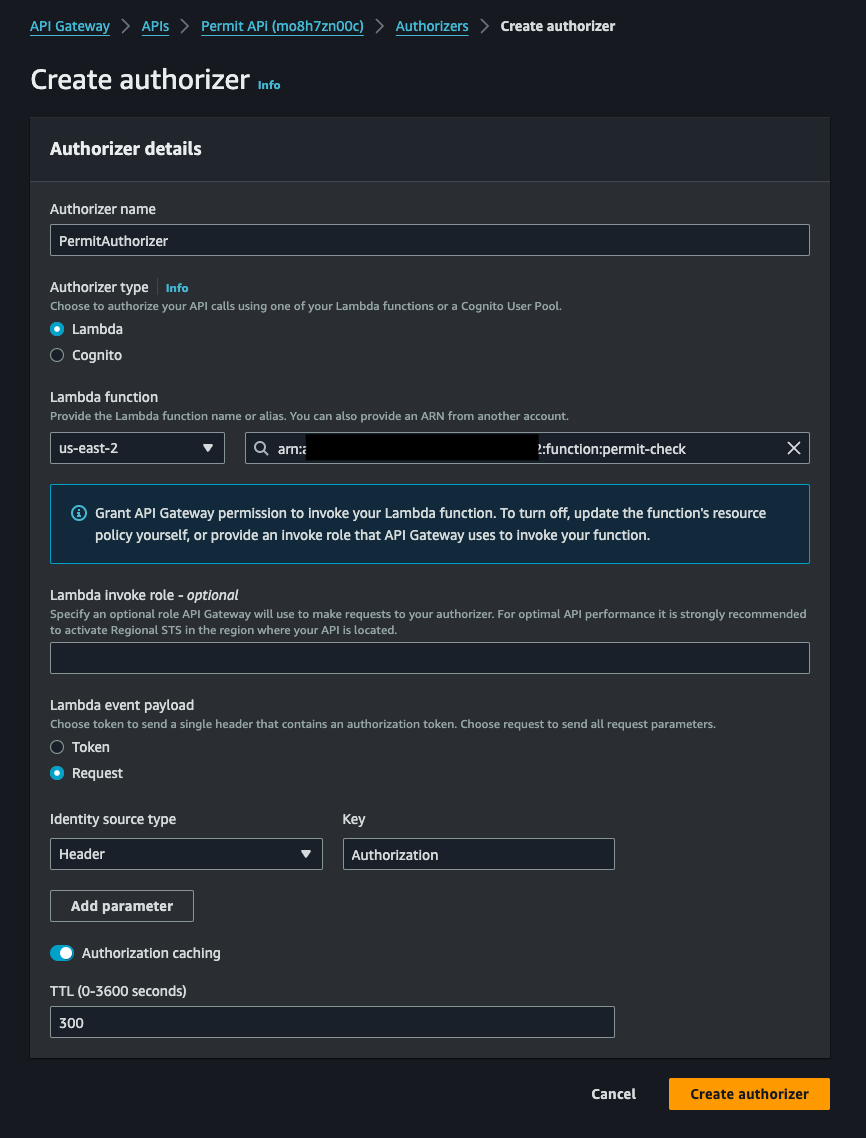 API Gateway > APIs > Permit APi (mo8h7zn00c) > Authorizers > Create authorizer
Create authorizer Info
Authorizer details
Authorizer name
PermitAuthorizer
Authorizer type Info
Choose to authorize your API calls using one of your Lambda functions or a Cognito User Pool.
Lambda
Cognito
Lambda function
Provide the Lambda function name or alias. You can also provide an ARN from another account.
us-east-2
arn:a 2:function:permit-check
Grant API Gateway permission to invoke your Lambda function. To turn off, update the function's resource
policy yourself, or provide an invoke role that API Gateway uses to invoke your function.
Lambda invoke role - optional
Specify an optional role API Gateway will use to make requests to your authorizer. For optimal API performance it is strongly recommended
to activate Regional STS in the region where your API is located.
Lambda event payload
Choose token to send a single header that contains an authorization token. Choose request to send all request parameters.
Token
Request
Identity source type Key
Header Authorization
Add parameter
Authorization caching
TTL (0-3600 seconds)
300
Cancel Create authorizer